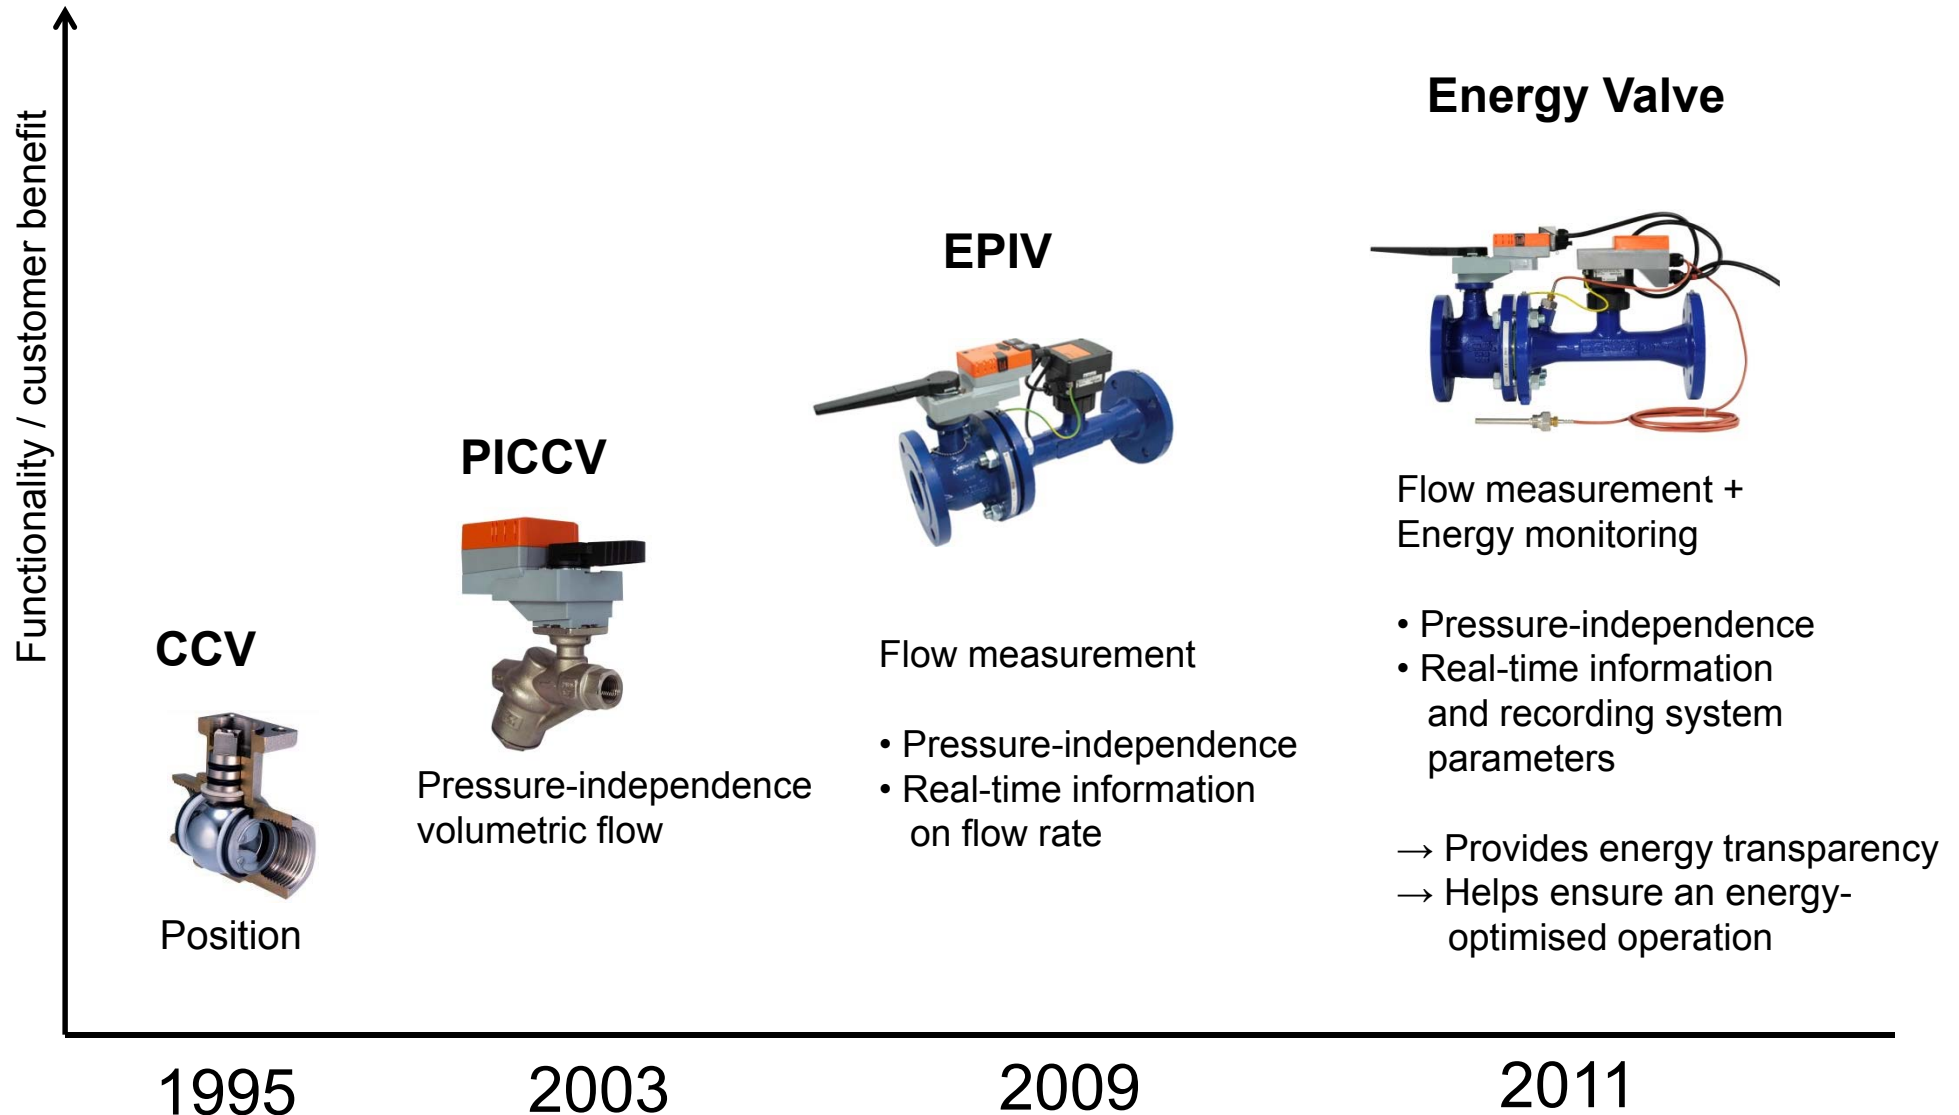 Functionality / customer benefit
CCV
Position
PICCV
Pressure-independence
volumetric flow
EPIV
Flow measurement
• Pressure-independence
• Real-time information
on flow rate
Energy Valve
Flow measurement +
Energy monitoring
• Pressure-independence
• Real-time information
and recording system
parameters
→ Provides energy transparency
→ Helps ensure an energy-
optimised operation
1995
2003
2009
2011